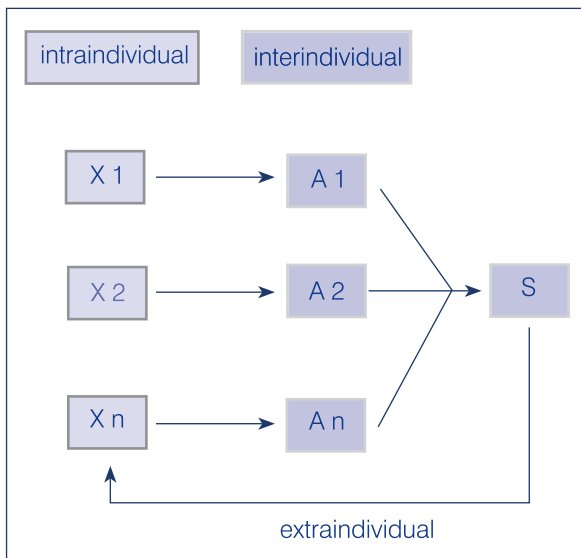 intraindividual
interindividual
X 1
A 1
X 2
A 2
S
X n
A n
extraindividual